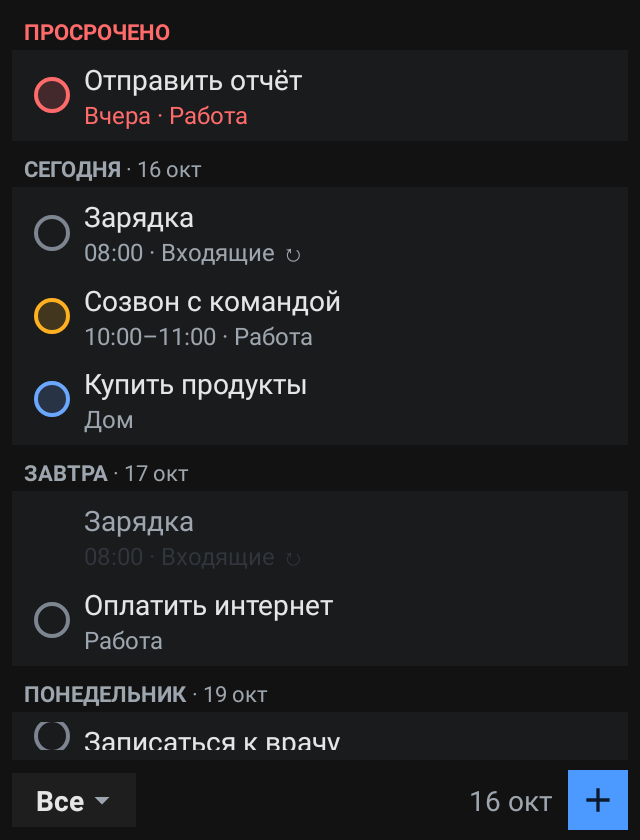 ПРОСРОЧЕНО
Отправить отчёт
Вчера · Работа
СЕГОДНЯ · 16 окт
Зарядка
08:00 · Входящие
Созвон с командой
10:00–11:00 · Работа
Купить продукты
Дом
ЗАВТРА · 17 окт
Зарядка
08:00 · Входящие
Оплатить интернет
Работа
ПОНЕДЕЛЬНИК · 19 окт
Записаться к врачу
Все
16 окт